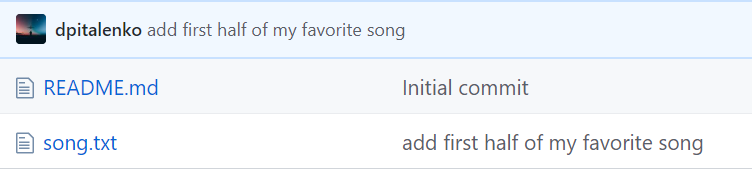 dpitalenko add first half of my favorite song
README.md Initial commit
song.txt add first half of my favorite song